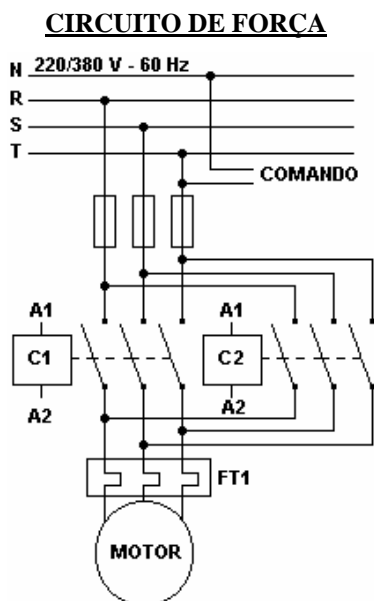 CIRCUITO DE FORÇA
N 220/380 V - 60 Hz
R
S
T
COMANDO
A1 A1
C1 C2
A2 A2
FT1
MOTOR